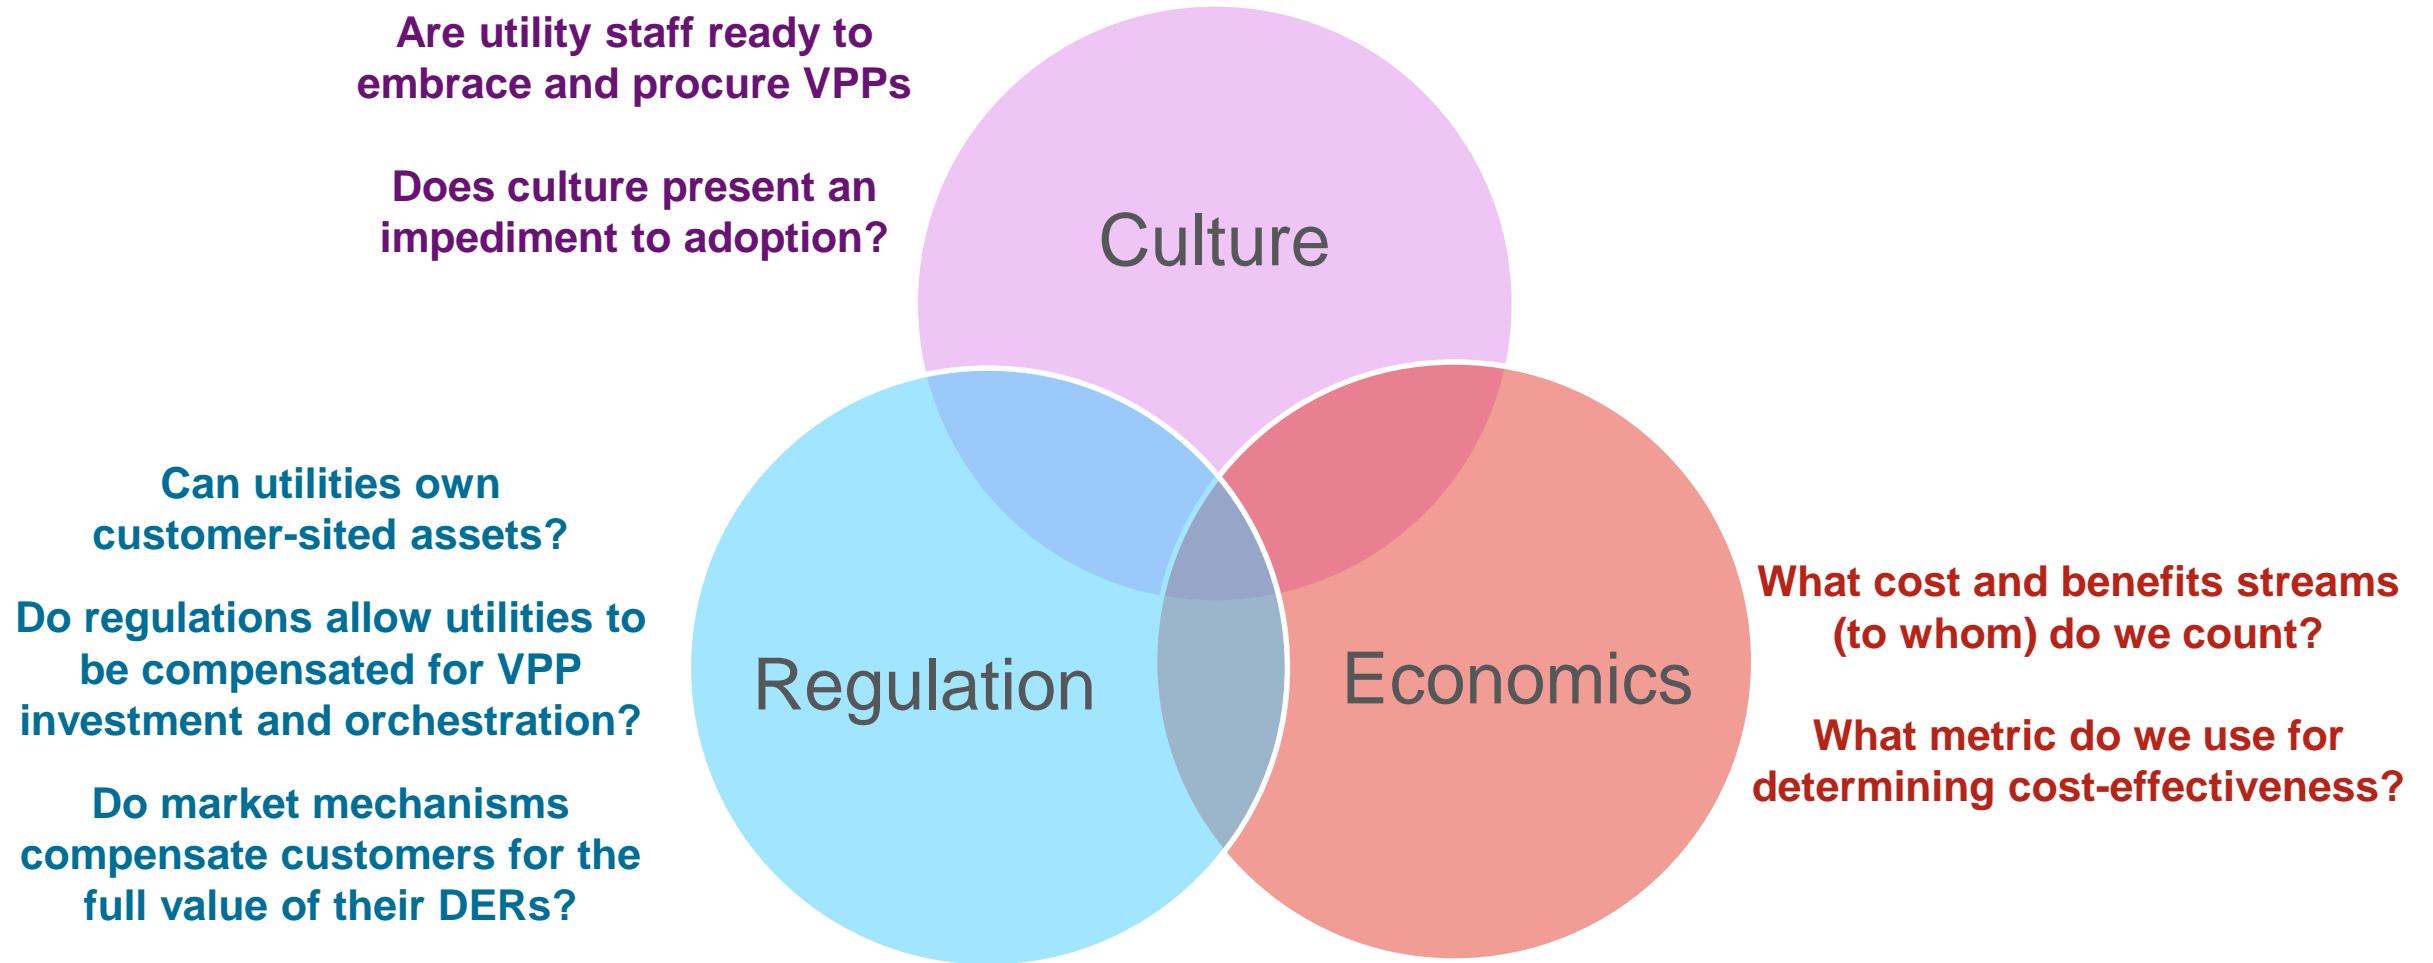 Are utility staff ready to
embrace and procure VPPs
Does culture present an
impediment to adoption?
Culture
Can utilities own
customer-sited assets?
Do regulations allow utilities to
be compensated for VPP
investment and orchestration?
Do market mechanisms
compensate customers for the
full value of their DERs?
Regulation
Economics
What cost and benefits streams
(to whom) do we count?
What metric do we use for
determining cost-effectiveness?